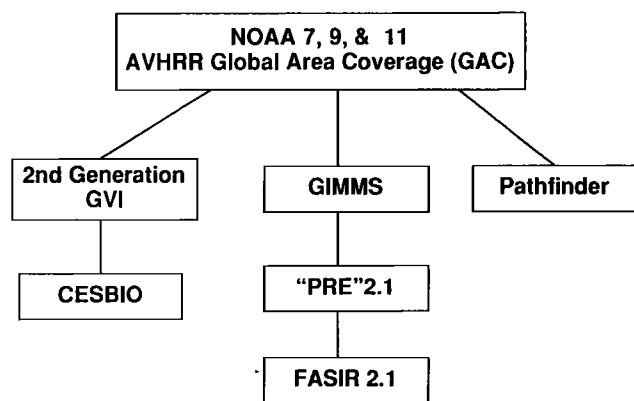 NOAA 7, 9, & 11
AVHRR Global Area Coverage (GAC)
2nd Generation
GVI
GIMMS
Pathfinder
CESBIO
“PRE”2.1
FASIR 2.1